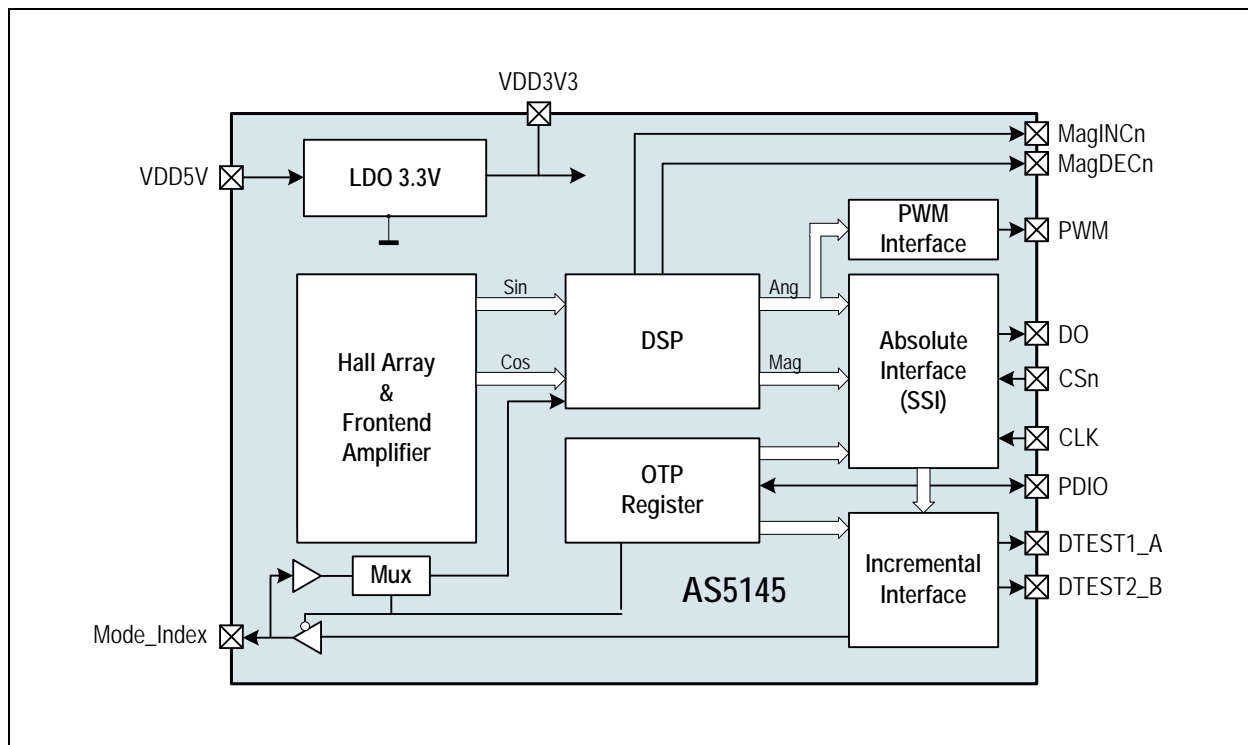 VDD3V3
MagINCn
MagDECn
VDD5V
LDO 3.3V
PWM
Interface
PWM
Sin
Ang
Hall Array
&
Frontend
Amplifier
DSP
Absolute
Interface
(SSI)
DO
Cos
Mag
CSn
CLK
OTP
Register
PDIO
DTEST1_A
Mux
AS5145
Incremental
Interface
DTEST2_B
Mode_Index